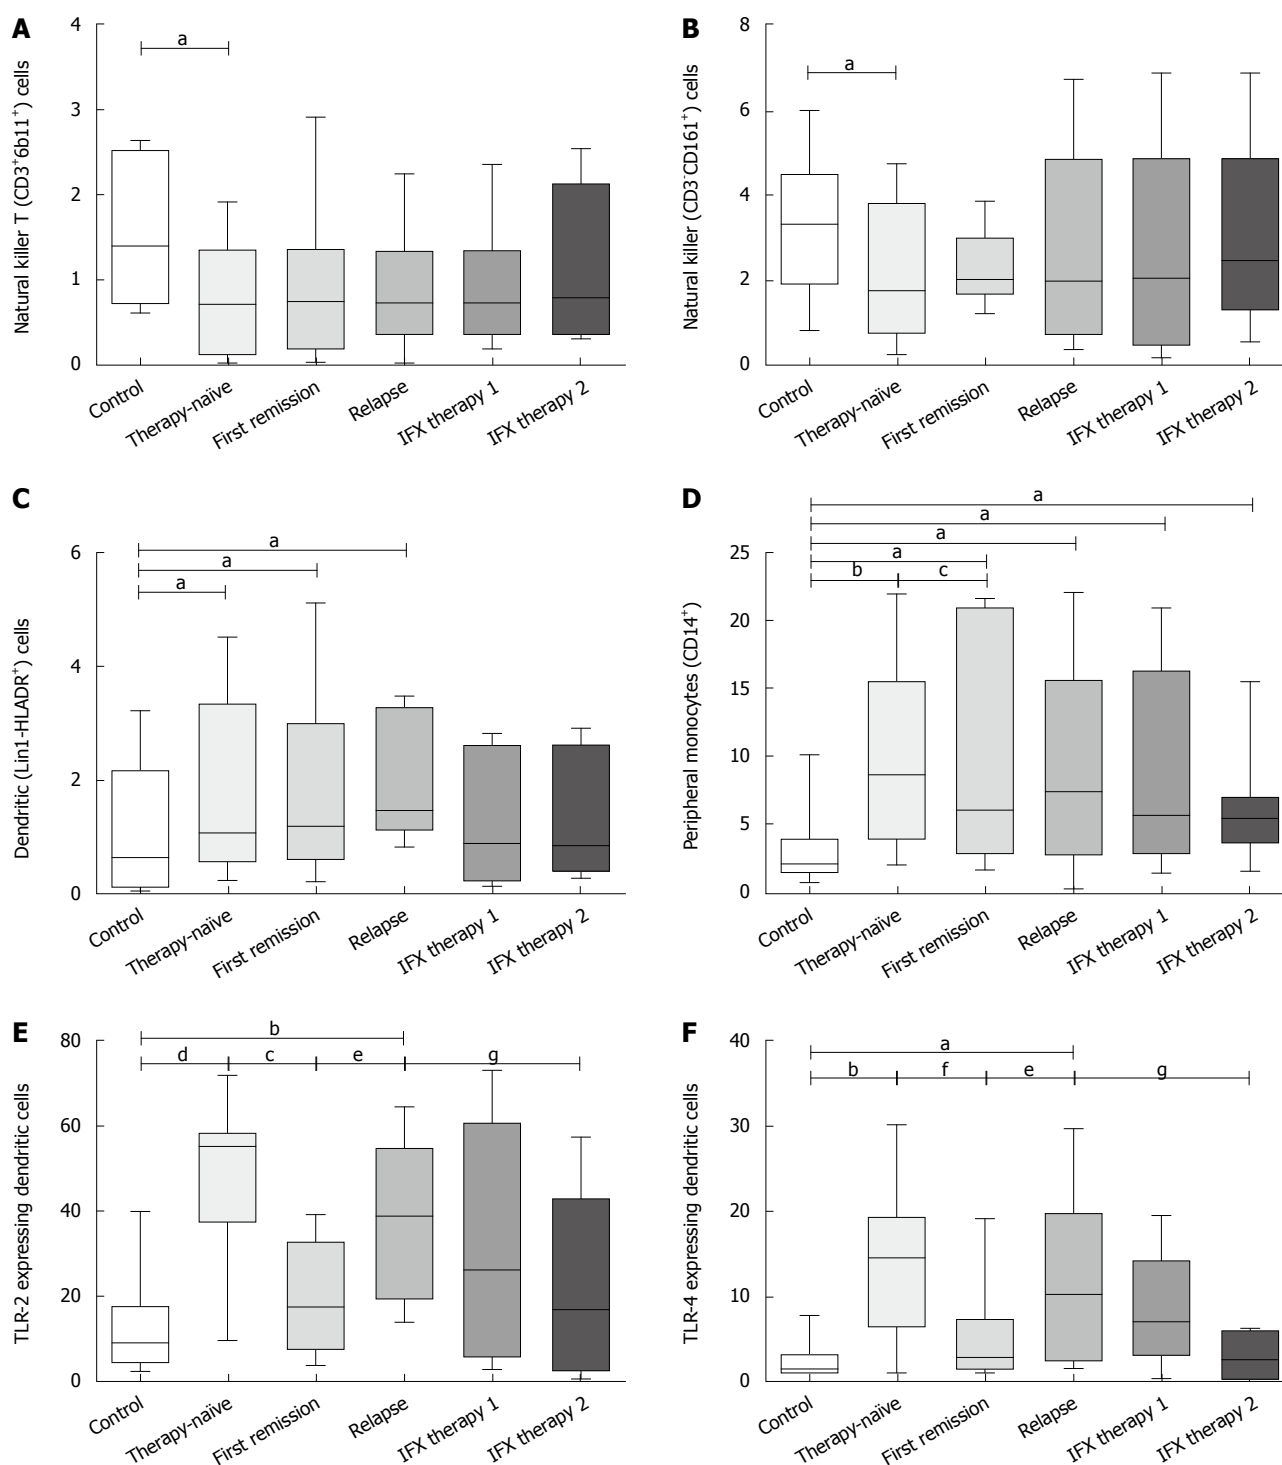 A
Natural killer T (CD3⁺6b11⁺) cells
4
3
2
1
0
a
Control
Therapy-naïve
First remission
Relapse
IFX therapy 1
IFX therapy 2
B
Natural killer (CD3⁻CD161⁺) cells
8
6
4
2
0
a
Control
Therapy-naïve
First remission
Relapse
IFX therapy 1
IFX therapy 2
C
Dendritic (Lin1-HLADR⁺) cells
6
4
2
0
a
a
a
Control
Therapy-naïve
First remission
Relapse
IFX therapy 1
IFX therapy 2
D
Peripheral monocytes (CD14⁺)
25
20
15
10
5
0
a
a
a
a
b c
Control
Therapy-naïve
First remission
Relapse
IFX therapy 1
IFX therapy 2
E
TLR-2 expressing dendritic cells
80
60
40
20
0
b
d c e g
Control
Therapy-naïve
First remission
Relapse
IFX therapy 1
IFX therapy 2
F
TLR-4 expressing dendritic cells
40
30
20
10
0
a
b f e g
Control
Therapy-naïve
First remission
Relapse
IFX therapy 1
IFX therapy 2